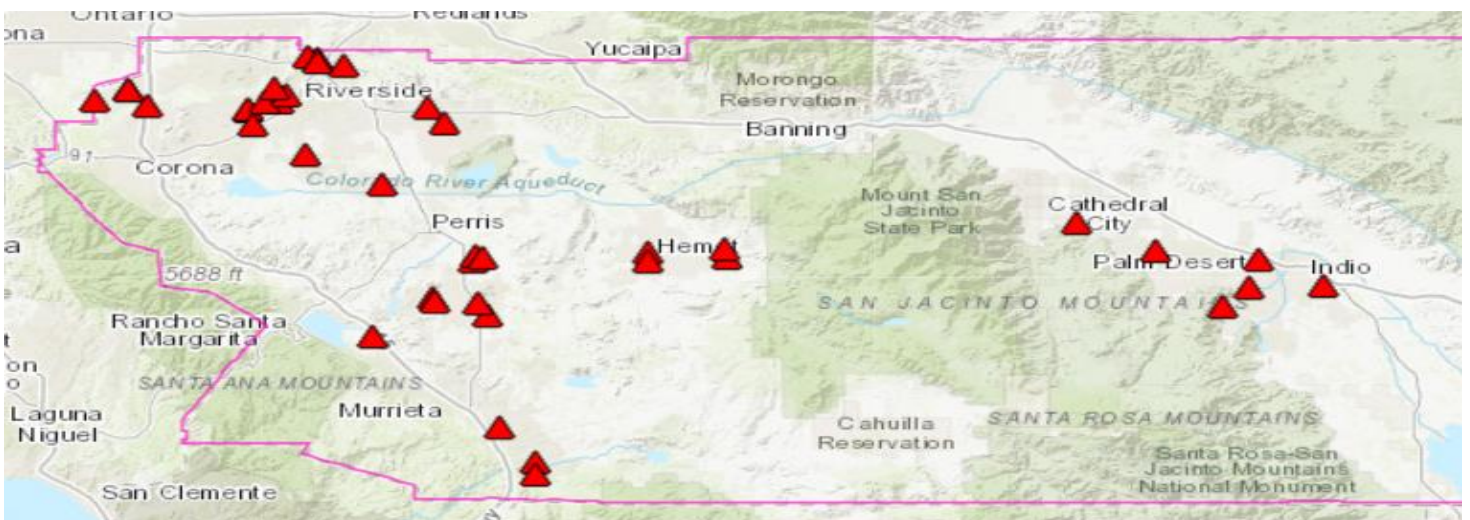 Ontario
ona
Yucaipa
Riverside
Morongo
Reservation
Banning
91
Corona
Colorado River Aqueduct
Mount San
Jacinto
State Park
Cathedral
City
Perris
a
Palm Desert
Indio
5688 ft
SAN JACINTO MOUNTAINS
Rancho Santa
Margarita
t
on
o
SANTA ANA MOUNTAINS
Murrieta
Laguna
Niguel
Cahuilla
Reservation
SANTA ROSA MOUNTAINS
Santa Rosa-San
Jacinto Mountains
National Monument
San Clemente